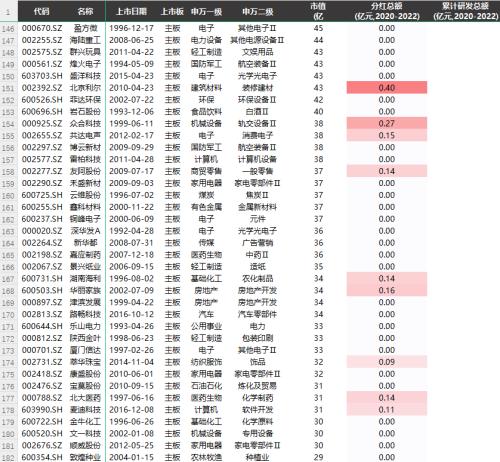 1 代码 名称 上市日期 上市板 申万一级 申万二级 市值 (亿 分红总额 (亿元,2020-2022) 累计研发总额 (亿元,2020-2022)
146 000670.SZ 盈方微 1996-12-17 主板 电子 其他电子Ⅱ 45 0.00
147 002255.SZ 海陆重工 2008-06-25 主板 电力设备 其他电源设备Ⅱ 44 0.00
148 002575.SZ 群兴玩具 2011-04-22 主板 轻工制造 文娱用品 43 0.00
149 000561.SZ 烽火电子 1994-05-09 主板 国防军工 航空装备Ⅱ 43 0.00
150 603703.SH 盛洋科技 2015-04-23 主板 电子 光学光电子 43 0.00
151 002392.SZ 北京利尔 2010-04-23 主板 建筑材料 装修建材 43 0.40
152 600526.SH 菲达环保 2002-07-22 主板 环保 环保设备Ⅱ 42 0.00
153 600696.SH 岩石股份 1993-12-06 主板 食品饮料 白酒Ⅱ 40 0.00
154 000925.SZ 众合科技 1999-06-11 主板 机械设备 轨交设备Ⅱ 38 0.27
155 002655.SZ 共达电声 2012-02-17 主板 电子 消费电子 38 0.15
156 002297.SZ 博云新材 2009-09-29 主板 国防军工 航空装备Ⅱ 38 0.00
157 002577.SZ 雷柏科技 2011-04-28 主板 计算机 计算机设备 38 0.00
158 002277.SZ 友阿股份 2009-07-17 主板 商贸零售 一般零售 37 0.14
159 002290.SZ 禾盛新材 2009-09-03 主板 家用电器 家电零部件Ⅱ 37 0.00
160 600725.SH 云维股份 1996-07-02 主板 煤炭 焦炭Ⅱ 37 0.00
161 600255.SH 鑫科材料 2000-11-22 主板 有色金属 金属新材料 37 0.00
162 600237.SH 铜峰电子 2000-06-09 主板 电子 元件 37 0.00
163 000020.SZ 深华发A 1992-04-28 主板 电子 光学光电子 36 0.00
164 002264.SZ 新华都 2008-07-31 主板 传媒 广告营销 36 0.00
165 002198.SZ 嘉应制药 2007-12-18 主板 医药生物 中药Ⅱ 36 0.00
166 002067.SZ 景兴纸业 2006-09-15 主板 轻工制造 造纸 35 0.00
167 600731.SH 湖南海利 1996-08-02 主板 基础化工 农化制品 34 0.14
168 600503.SH 华丽家族 2002-07-09 主板 房地产 房地产开发 34 0.16
169 000897.SZ 津滨发展 1999-04-22 主板 房地产 房地产开发 34 0.00
170 002813.SZ 路畅科技 2016-10-12 主板 汽车 汽车零部件 34 0.00
171 600644.SH 乐山电力 1993-04-26 主板 公用事业 电力 33 0.00
172 000812.SZ 陕西金叶 1998-06-23 主板 轻工制造 包装印刷 33 0.00
173 000701.SZ 厦门信达 1997-02-26 主板 电子 其他电子Ⅱ 33 0.00
174 002731.SZ 萃华珠宝 2014-11-04 主板 纺织服饰 饰品 32 0.09
175 002418.SZ 康盛股份 2010-06-01 主板 家用电器 家电零部件Ⅱ 32 0.00
176 002476.SZ 宝莫股份 2010-09-15 主板 石油石化 炼化及贸易 31 0.00
177 000788.SZ 北大医药 1997-06-16 主板 医药生物 化学制药 31 0.14
178 603990.SH 麦迪科技 2016-12-08 主板 计算机 软件开发 31 0.11
179 600722.SH 金牛化工 1996-06-26 主板 基础化工 化学原料 31 0.00
180 600520.SH 文一科技 2002-01-08 主板 机械设备 专用设备 31 0.00
181 002676.SZ 顺威股份 2012-05-25 主板 家用电器 家电零部件Ⅱ 31 0.00
182 600354.SH 敦煌种业 2004-01-15 主板 农林牧渔 种植业 29 0.00